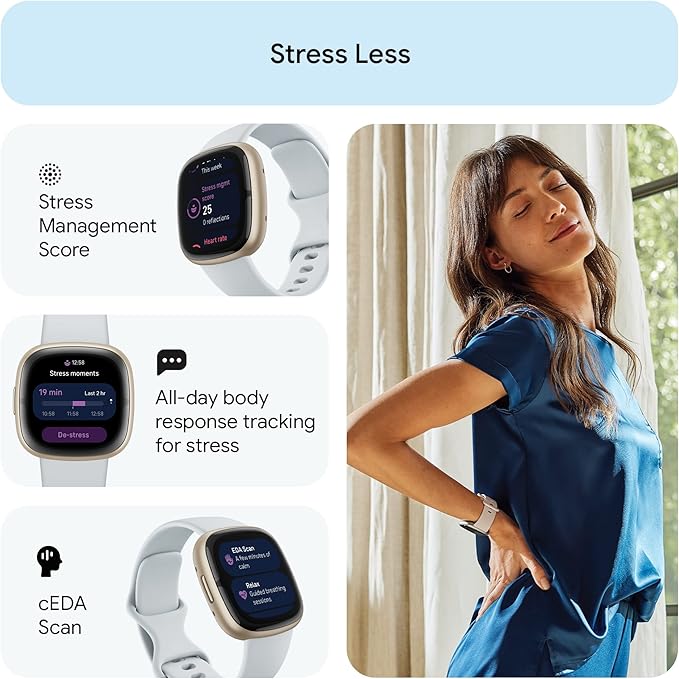 Stress Less
Stress
Management
Score
This week
Stress mgmt
score
25
0 reflections
Heart rate
12:58
Stress moments
19 min Last 2 hr
10:58 11:58 12:58
De-stress
All-day body
response tracking
for stress
cEDA
Scan
EDA Scan
A few minutes of
calm
Relax
Guided breathing
sessions